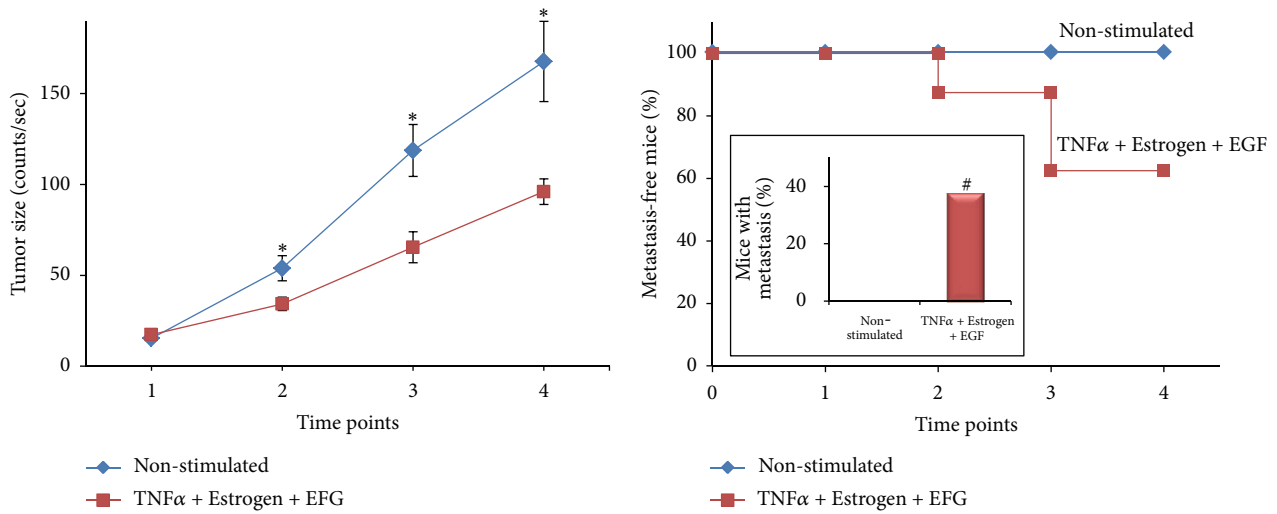 Tumor size (counts/sec)
150
100
50
0
*
*
*
1 2 3 4
Time points
Non-stimulated
TNFα + Estrogen + EFG
Metastasis-free mice (%)
100
80
60
40
20
0
Non-stimulated
TNFα + Estrogen + EGF
Mice with
metastasis (%)
40
20
0
#
Non-
stimulated
TNFα + Estrogen
+ EGF
0 1 2 3 4
Time points
Non-stimulated
TNFα + Estrogen + EFG